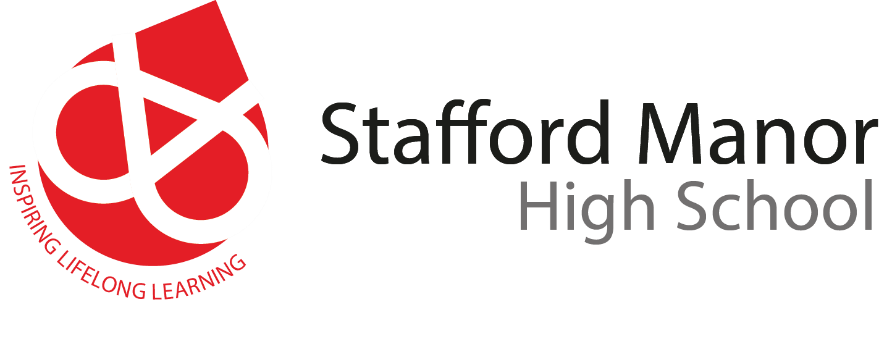 INSPIRING LIFELONG LEARNING
Stafford Manor
High School